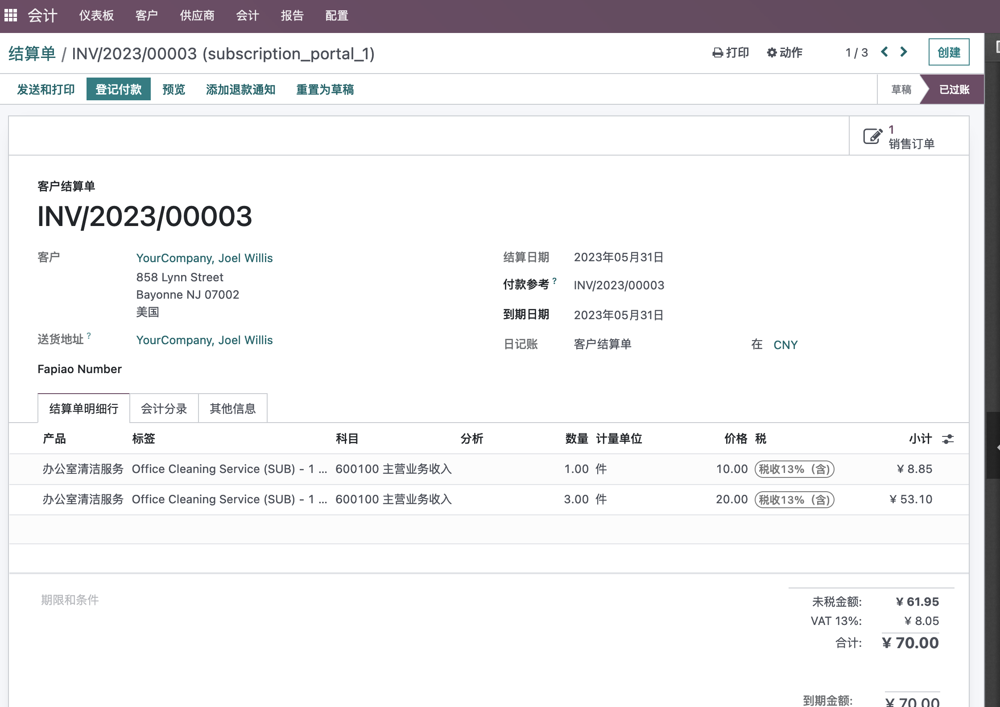 会计 仪表板 客户 供应商 会计 报告 配置
结算单 / INV/2023/00003 (subscription_portal_1) 打印 动作 1 / 3 创建
发送和打印 登记付款 预览 添加退款通知 重置为草稿 草稿 已过账
1
销售订单
客户结算单
INV/2023/00003
客户 YourCompany, Joel Willis 结算日期 2023年05月31日
858 Lynn Street 付款参考 ? INV/2023/00003
Bayonne NJ 07002
美国 到期日期 2023年05月31日
送货地址 ? YourCompany, Joel Willis 日记账 客户结算单 在 CNY
Fapiao Number
结算单明细行 会计分录 其他信息
产品 标签 科目 分析 数量 计量单位 价格 税 小计
办公室清洁服务 Office Cleaning Service (SUB) - 1 ... 600100 主营业务收入 1.00 件 10.00 税收13%（含) ¥ 8.85
办公室清洁服务 Office Cleaning Service (SUB) - 1 ... 600100 主营业务收入 3.00 件 20.00 税收13%（含) ¥ 53.10
期限和条件 未税金额: ¥ 61.95
VAT 13%: ¥ 8.05
合计: ¥ 70.00
到期金额: ¥ 70.00